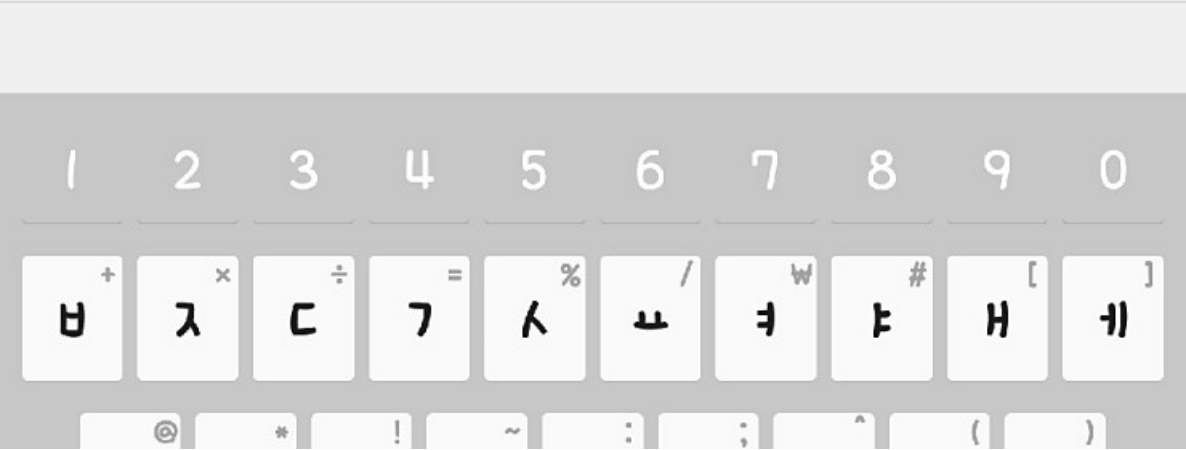 1 2 3 4 5 6 7 8 9 0
+ × ÷ = % / ₩ # [ ]
ㅂ ㅈ ㄷ ㄱ ㅅ ㅛ ㅕ ㅑ ㅐ ㅔ
@ * ! ~ : ; ^ ( )